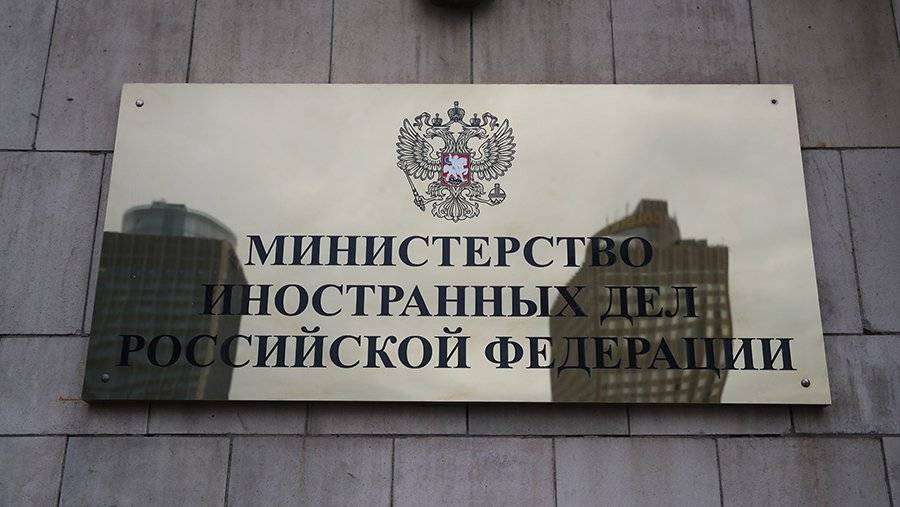 МИНИСТЕРСТВО
ИНОСТРАННЫХ ДЕЛ
РОССИЙСКОЙ ФЕДЕРАЦИИ